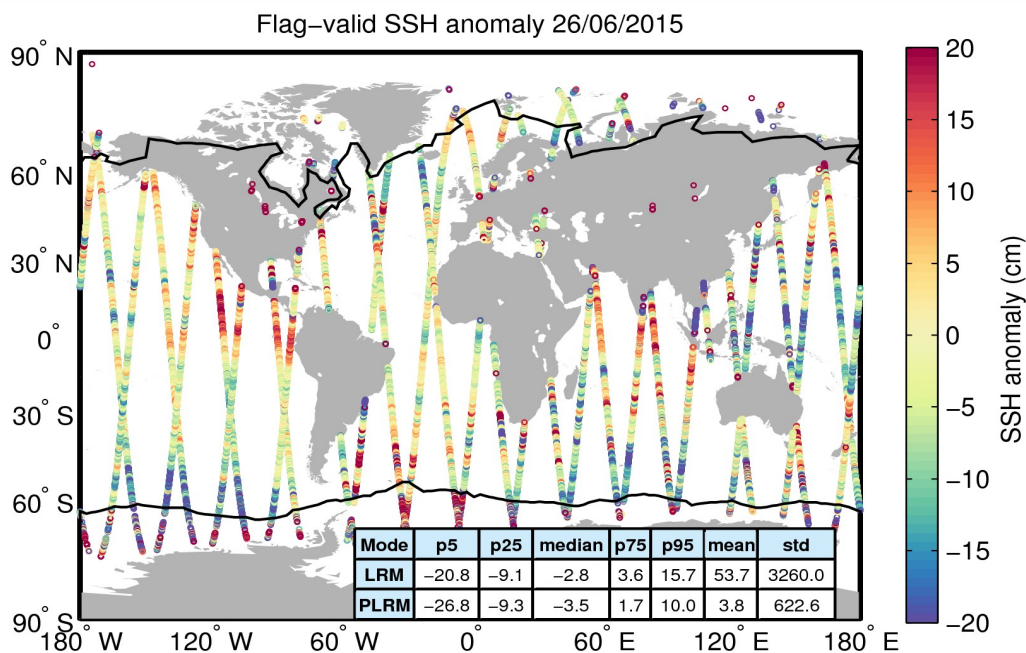 Flag−valid SSH anomaly 26/06/2015
90° N
60° N
30° N
0°
30° S
60° S
90° S
180° W
120° W
60° W
0°
60° E
120° E
180° E
Mode p5 p25 median p75 p95 mean std
LRM −20.8 −9.1 −2.8 3.6 15.7 53.7 3260.0
PLRM −26.8 −9.3 −3.5 1.7 10.0 3.8 622.6
20
15
10
5
0
−5
−10
−15
−20
SSH anomaly (cm)